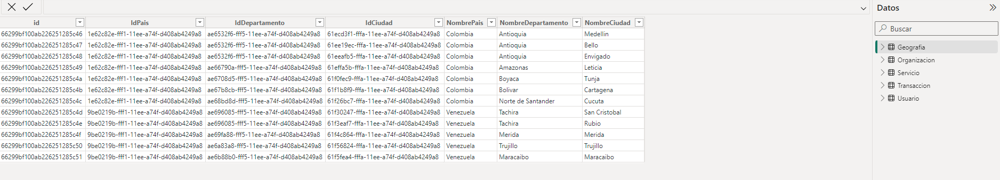 Datos
id IdPais IdDepartamento IdCiudad NombrePais NombreDepartamento NombreCiudad
Buscar
66299bf100ab226251285c46 1e62c82e-fff1-11ee-a74f-d408ab4249a8 ae6532f6-fff5-11ee-a74f-d408ab4249a8 61ecd3f1-fffa-11ee-a74f-d408ab4249a8 Colombia Antioquia Medellin
66299bf100ab226251285c47 1e62c82e-fff1-11ee-a74f-d408ab4249a8 ae6532f6-fff5-11ee-a74f-d408ab4249a8 61ee19ec-fffa-11ee-a74f-d408ab4249a8 Colombia Antioquia Bello
66299bf100ab226251285c48 1e62c82e-fff1-11ee-a74f-d408ab4249a8 ae6532f6-fff5-11ee-a74f-d408ab4249a8 61eeafb5-fffa-11ee-a74f-d408ab4249a8 Colombia Antioquia Envigado
66299bf100ab226251285c49 1e62c82e-fff1-11ee-a74f-d408ab4249a8 ae66790a-fff5-11ee-a74f-d408ab4249a8 61effa5b-fffa-11ee-a74f-d408ab4249a8 Colombia Amazonas Leticia
66299bf100ab226251285c4a 1e62c82e-fff1-11ee-a74f-d408ab4249a8 ae6708d5-fff5-11ee-a74f-d408ab4249a8 61f0fec9-fffa-11ee-a74f-d408ab4249a8 Colombia Boyaca Tunja
66299bf100ab226251285c4b 1e62c82e-fff1-11ee-a74f-d408ab4249a8 ae67b8cb-fff5-11ee-a74f-d408ab4249a8 61f1b8f9-fffa-11ee-a74f-d408ab4249a8 Colombia Bolivar Cartagena
66299bf100ab226251285c4c 1e62c82e-fff1-11ee-a74f-d408ab4249a8 ae68bd8d-fff5-11ee-a74f-d408ab4249a8 61f26bc7-fffa-11ee-a74f-d408ab4249a8 Colombia Norte de Santander Cucuta
66299bf100ab226251285c4d 9be0219b-fff1-11ee-a74f-d408ab4249a8 ae696085-fff5-11ee-a74f-d408ab4249a8 61f30247-fffa-11ee-a74f-d408ab4249a8 Venezuela Tachira San Cristobal
66299bf100ab226251285c4e 9be0219b-fff1-11ee-a74f-d408ab4249a8 ae696085-fff5-11ee-a74f-d408ab4249a8 61f3eaf7-fffa-11ee-a74f-d408ab4249a8 Venezuela Tachira Rubio
66299bf100ab226251285c4f 9be0219b-fff1-11ee-a74f-d408ab4249a8 ae69fa88-fff5-11ee-a74f-d408ab4249a8 61f4c864-fffa-11ee-a74f-d408ab4249a8 Venezuela Merida Merida
66299bf100ab226251285c50 9be0219b-fff1-11ee-a74f-d408ab4249a8 ae6a83a8-fff5-11ee-a74f-d408ab4249a8 61f56824-fffa-11ee-a74f-d408ab4249a8 Venezuela Trujillo Trujillo
66299bf100ab226251285c51 9be0219b-fff1-11ee-a74f-d408ab4249a8 ae6b88b0-fff5-11ee-a74f-d408ab4249a8 61f5fea4-fffa-11ee-a74f-d408ab4249a8 Venezuela Maracaibo Maracaibo
Geografia
Organizacion
Servicio
Transaccion
Usuario